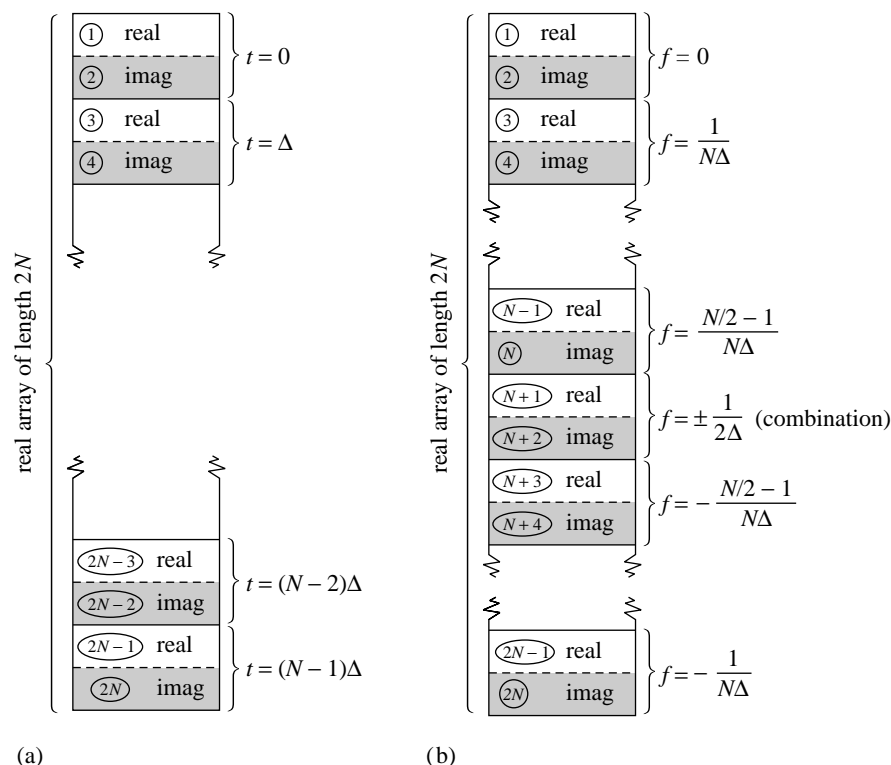 real array of length 2N
1 real
2 imag
t = 0
3 real
4 imag
t = Δ
2N − 3 real
2N − 2 imag
t = (N − 2)Δ
2N − 1 real
2N imag
t = (N − 1)Δ
(a)
real array of length 2N
1 real
2 imag
f = 0
3 real
4 imag
f = 1/NΔ
N − 1 real
N imag
f = N/2 − 1/NΔ
N + 1 real
N + 2 imag
f = ± 1/2Δ (combination)
N + 3 real
N + 4 imag
f = − N/2 − 1/NΔ
2N − 1 real
2N imag
f = − 1/NΔ
(b)